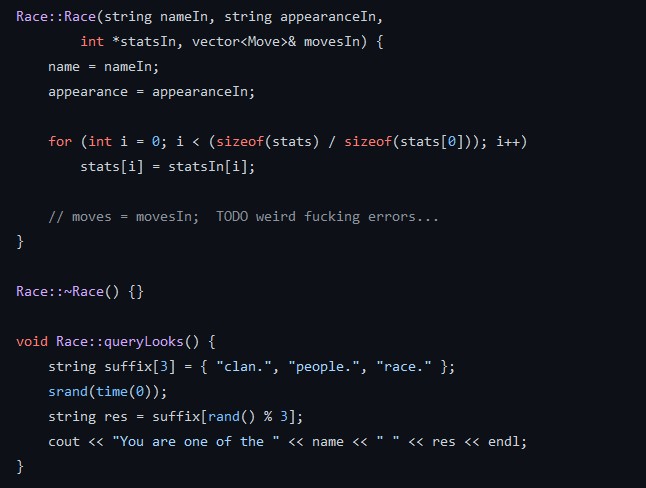 Race::Race(string nameIn, string appearanceIn,
        int *statsIn, vector<Move>& movesIn) {
    name = nameIn;
    appearance = appearanceIn;

    for (int i = 0; i < (sizeof(stats) / sizeof(stats[0])); i++)
        stats[i] = statsIn[i];

    // moves = movesIn;  TODO weird fucking errors...
}

Race::~Race() {}

void Race::queryLooks() {
    string suffix[3] = { "clan.", "people.", "race." };
    srand(time(0));
    string res = suffix[rand() % 3];
    cout << "You are one of the " << name << " " << res << endl;
}